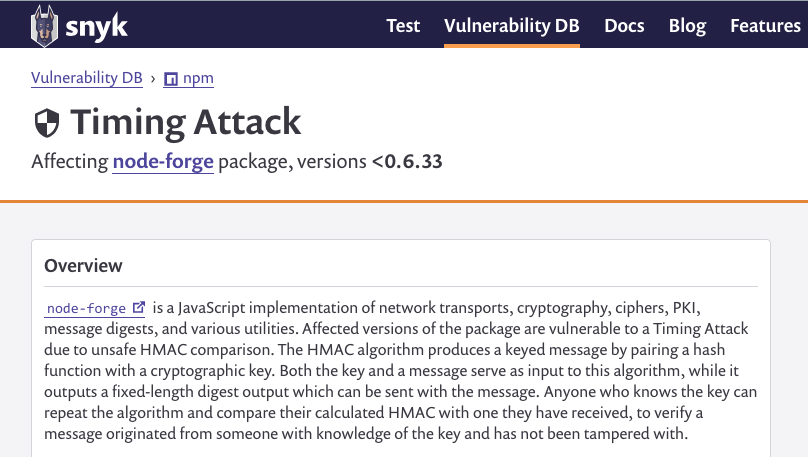 snyk
Test Vulnerability DB Docs Blog Features
Vulnerability DB › npm
Timing Attack
Affecting node-forge package, versions <0.6.33
Overview
node-forge is a JavaScript implementation of network transports, cryptography, ciphers, PKI,
message digests, and various utilities. Affected versions of the package are vulnerable to a Timing Attack
due to unsafe HMAC comparison. The HMAC algorithm produces a keyed message by pairing a hash
function with a cryptographic key. Both the key and a message serve as input to this algorithm, while it
outputs a fixed-length digest output which can be sent with the message. Anyone who knows the key can
repeat the algorithm and compare their calculated HMAC with one they have received, to verify a
message originated from someone with knowledge of the key and has not been tampered with.